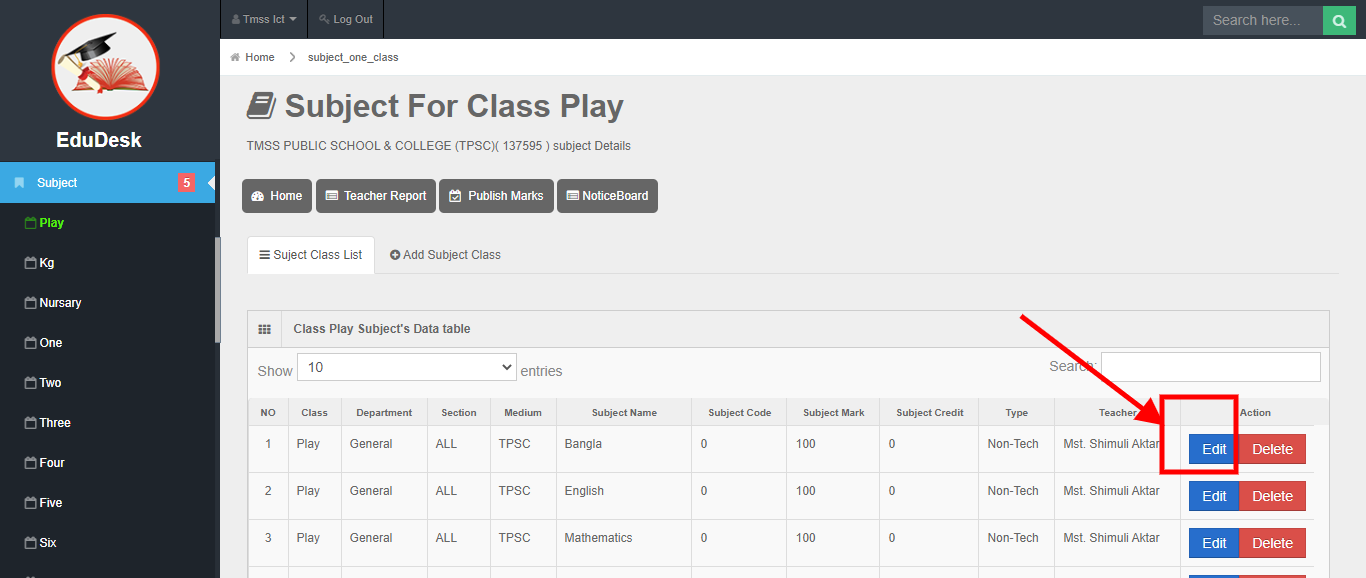 Tmss Ict
Log Out
Search here...
EduDesk
Home
subject_one_class
Subject For Class Play
TMSS PUBLIC SCHOOL & COLLEGE (TPSC)( 137595 ) subject Details
Subject 5
Play
Kg
Nursary
One
Two
Three
Four
Five
Six
Home Teacher Report Publish Marks NoticeBoard
Suject Class List Add Subject Class
Class Play Subject's Data table
Show 10 entries Search:
NO Class Department Section Medium Subject Name Subject Code Subject Mark Subject Credit Type Teacher Action
1 Play General ALL TPSC Bangla 0 100 0 Non-Tech Mst. Shimuli Aktar Edit Delete
2 Play General ALL TPSC English 0 100 0 Non-Tech Mst. Shimuli Aktar Edit Delete
3 Play General ALL TPSC Mathematics 0 100 0 Non-Tech Mst. Shimuli Aktar Edit Delete